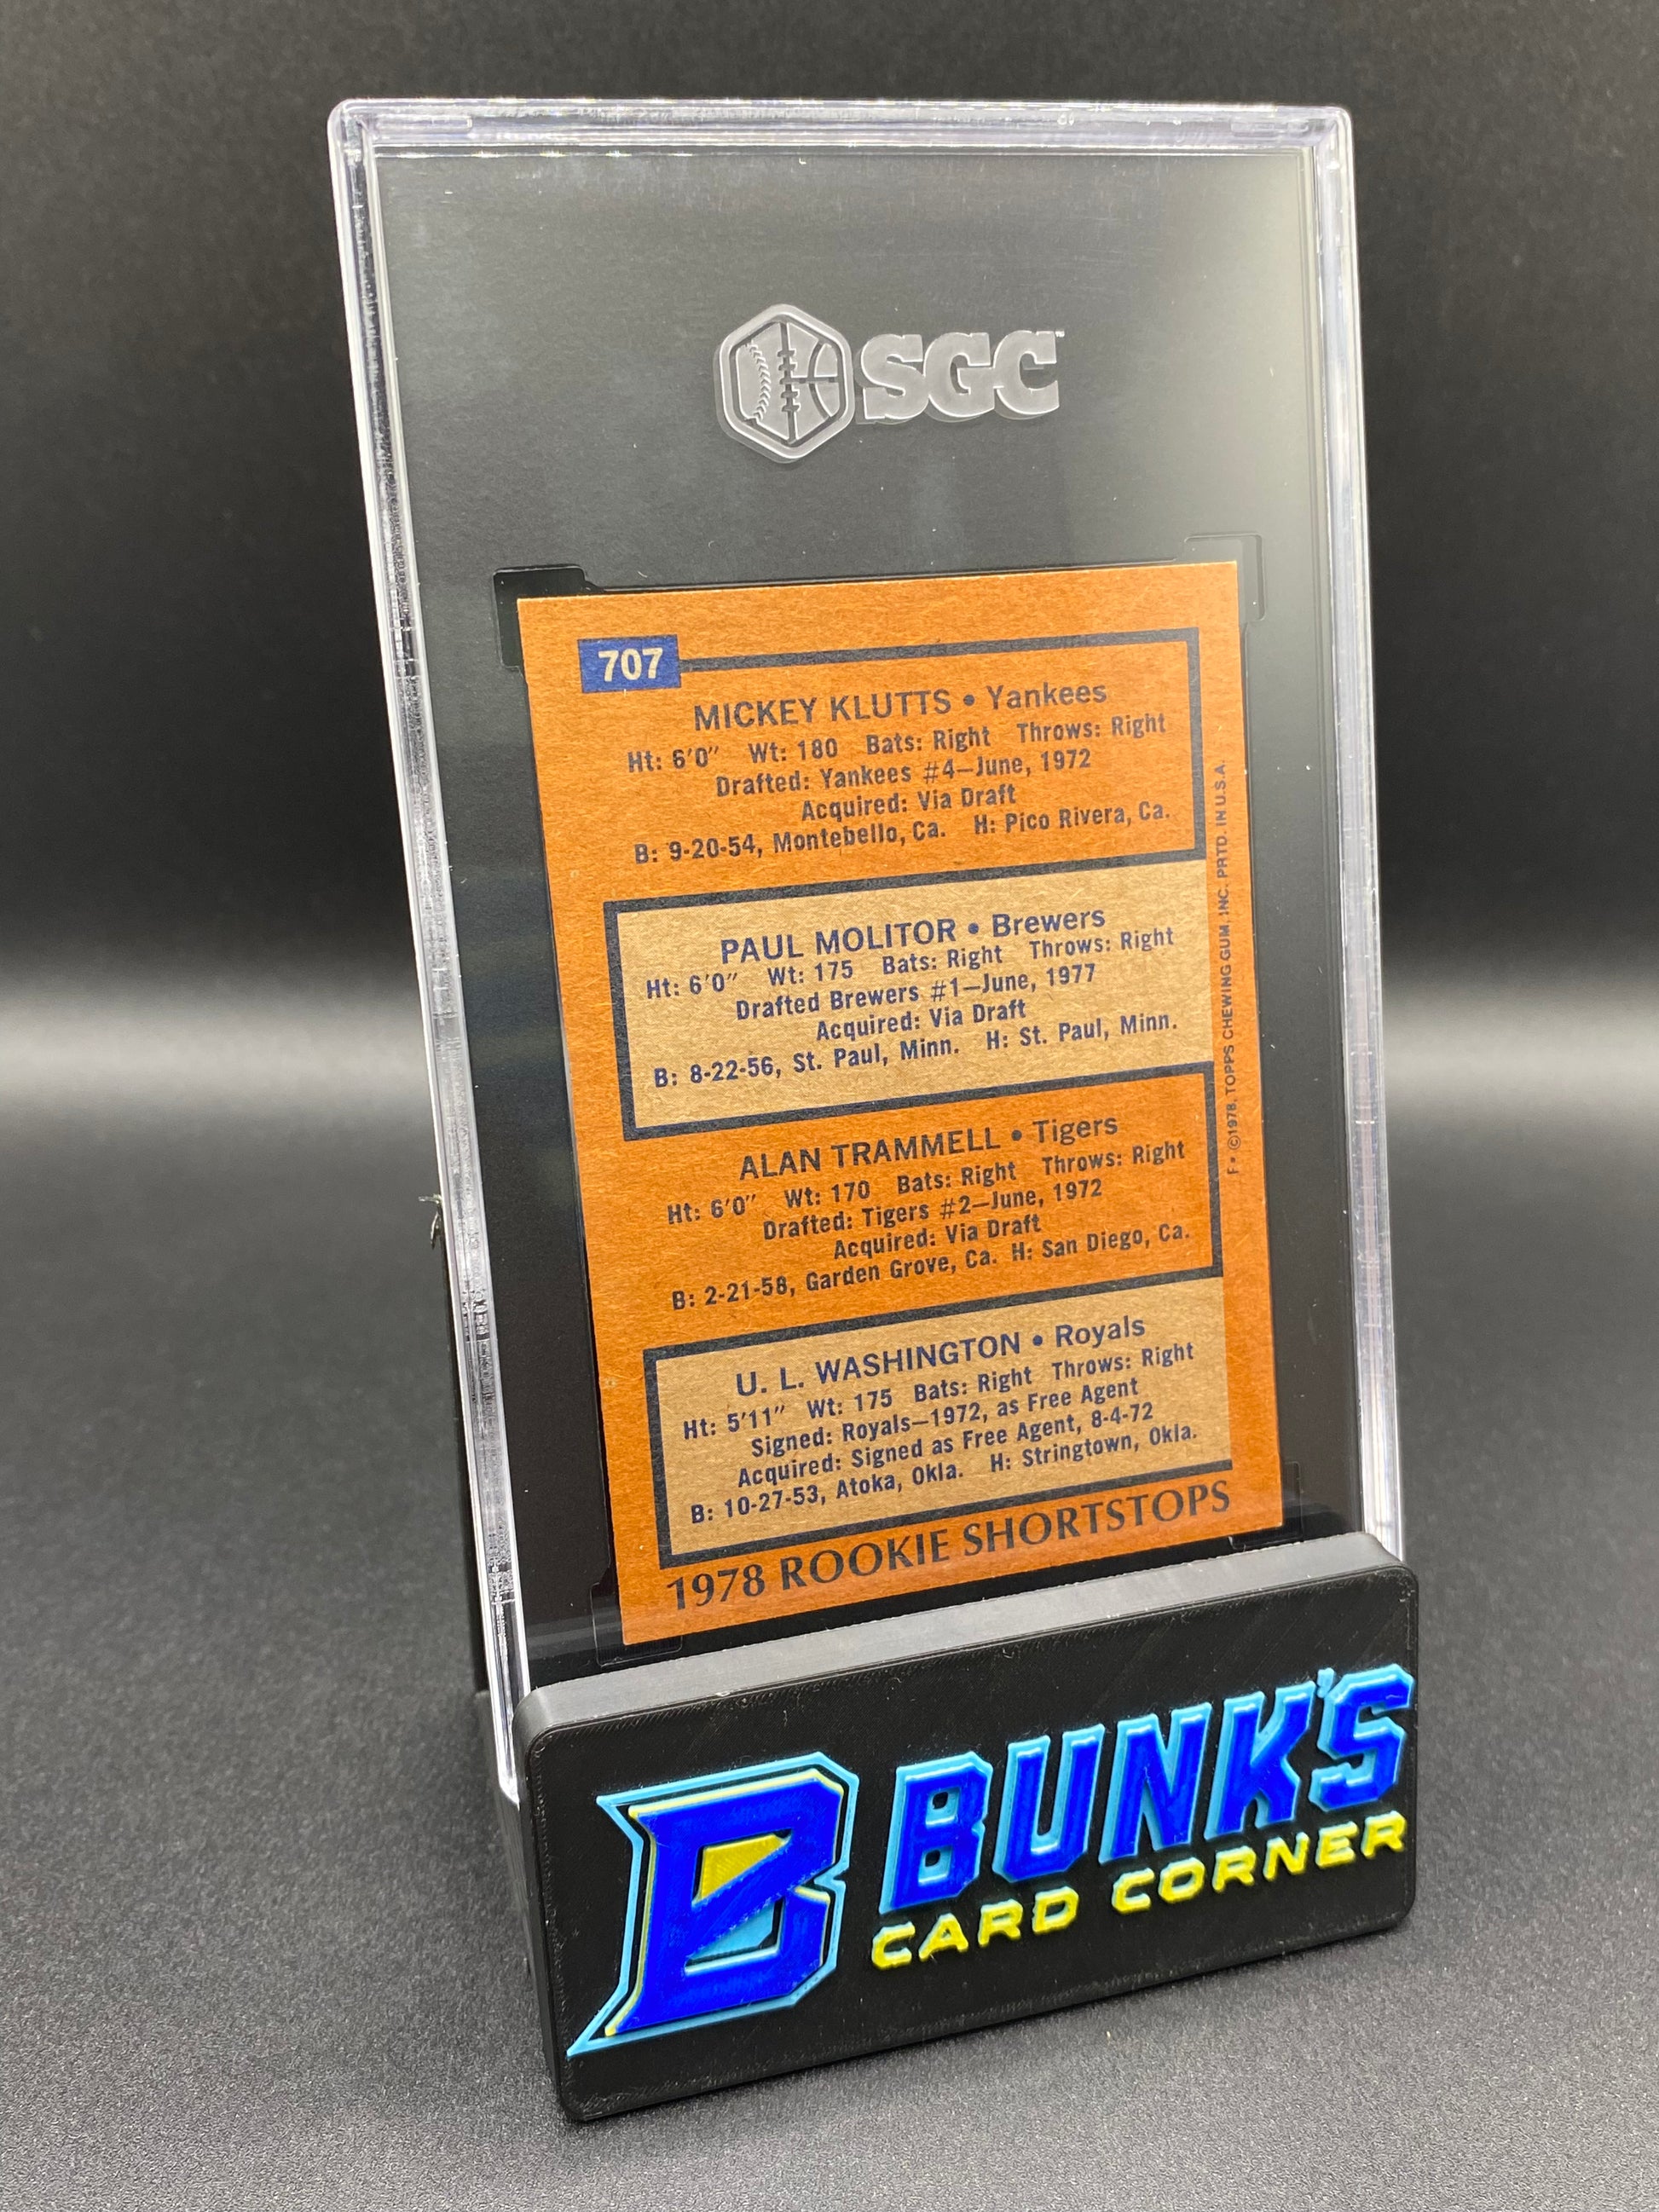 SGC™
707
MICKEY KLUTTS • Yankees
Ht: 6'0" Wt: 180 Bats: Right Throws: Right
Drafted: Yankees #4—June, 1972
Acquired: Via Draft
B: 9-20-54, Montebello, Ca. H: Pico Rivera, Ca.
PAUL MOLITOR • Brewers
Ht: 6'0" Wt: 175 Bats: Right Throws: Right
Drafted Brewers #1—June, 1977
Acquired: Via Draft
B: 8-22-56, St. Paul, Minn. H: St. Paul, Minn.
ALAN TRAMMELL • Tigers
Ht: 6'0" Wt: 170 Bats: Right Throws: Right
Drafted: Tigers #2—June, 1972
Acquired: Via Draft
B: 2-21-58, Garden Grove, Ca. H: San Diego, Ca.
U. L. WASHINGTON • Royals
Ht: 5'11" Wt: 175 Bats: Right Throws: Right
Signed: Royals—1972, as Free Agent
Acquired: Signed as Free Agent, 8-4-72
B: 10-27-53, Atoka, Okla. H: Stringtown, Okla.
1978 ROOKIE SHORTSTOPS
F• ©1978, TOPPS CHEWING GUM, INC. PRTD. IN U.S.A.
B BUNK'S
CARD CORNER